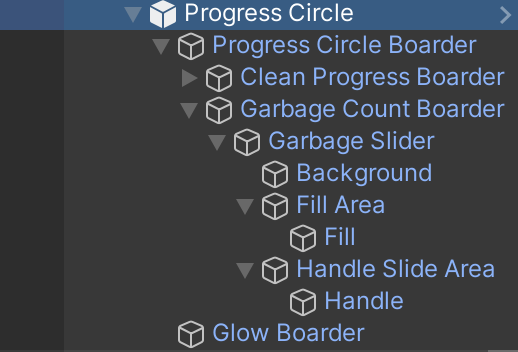 Progress Circle
Progress Circle Boarder
Clean Progress Boarder
Garbage Count Boarder
Garbage Slider
Background
Fill Area
Fill
Handle Slide Area
Handle
Glow Boarder